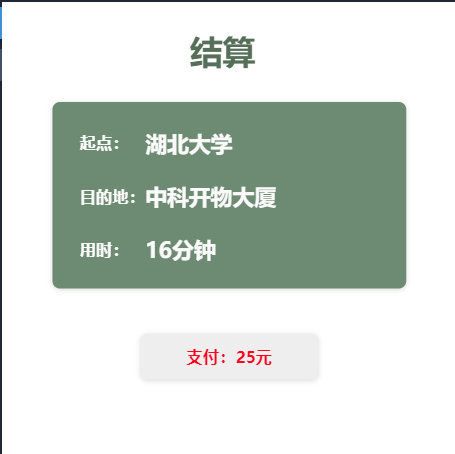 结算
起点： 湖北大学
目的地：中科开物大厦
用时： 16分钟
支付：25元